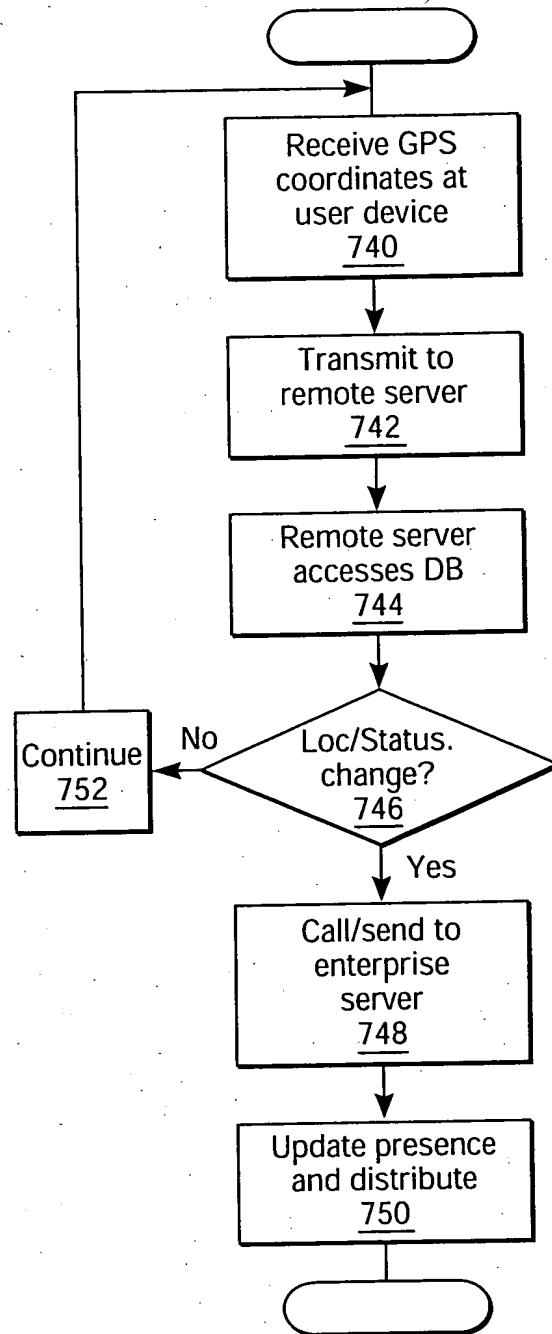 Receive GPS
coordinates at
user device
740
Transmit to
remote server
742
Remote server
accesses DB
744
Loc/Status.
change?
746
No
Continue
752
Yes
Call/send to
enterprise
server
748
Update presence
and distribute
750